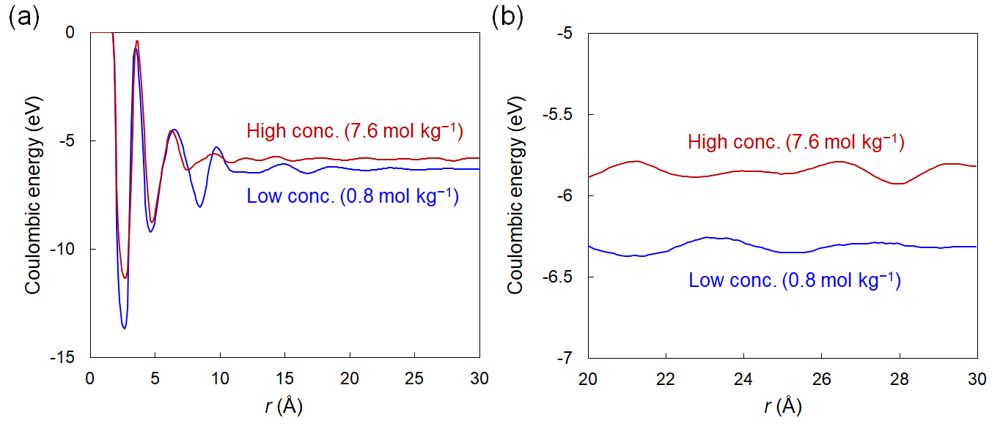 (a)
Coulombic energy (eV)
0
-5
-10
-15
High conc. (7.6 mol kg⁻¹)
Low conc. (0.8 mol kg⁻¹)
0 5 10 15 20 25 30
r (Å)
(b)
Coulombic energy (eV)
-5
-5.5
-6
-6.5
-7
High conc. (7.6 mol kg⁻¹)
Low conc. (0.8 mol kg⁻¹)
20 22 24 26 28 30
r (Å)